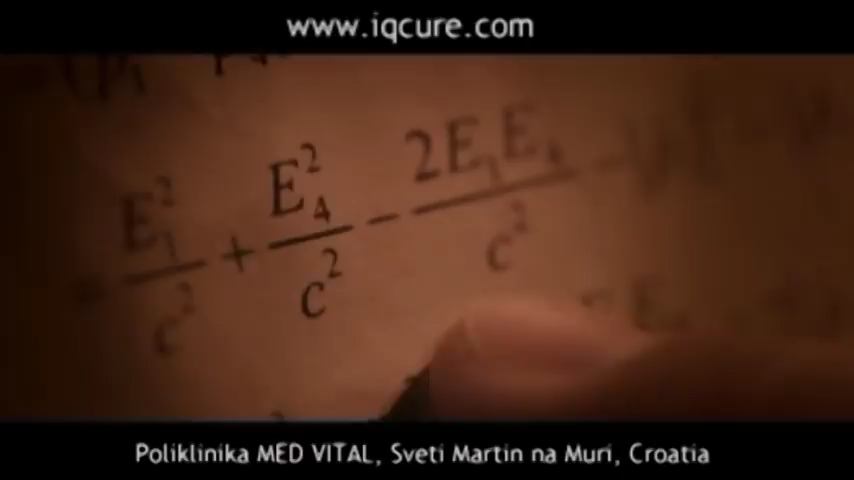 www.iqcure.com
= E₁²/c² + E₄²/c² - 2E₁E₄/c² -
Poliklinika MED VITAL, Sveti Martin na Muri, Croatia